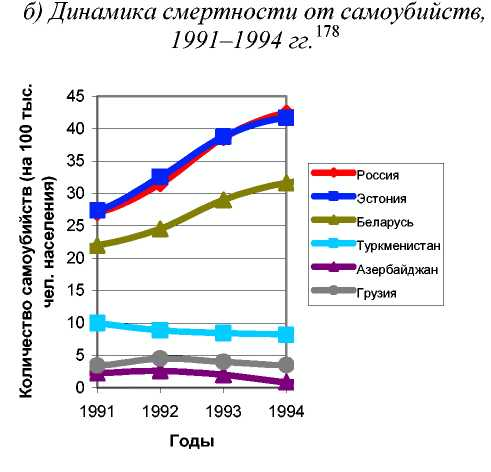 б) Динамика смертности от самоубийств,
1991–1994 гг.178
Количество самоубийств (на 100 тыс.
чел. населения)
45
40
35
30
25
20
15
10
5
0
1991 1992 1993 1994
Годы
Россия
Эстония
Беларусь
Туркменистан
Азербайджан
Грузия